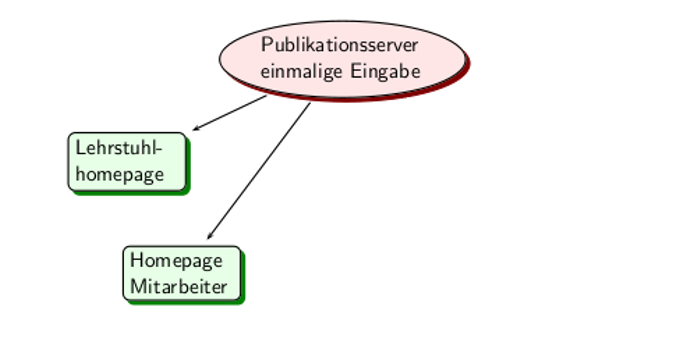 Publikationsserver
einmalige Eingabe
Lehrstuhl-
homepage
Homepage
Mitarbeiter